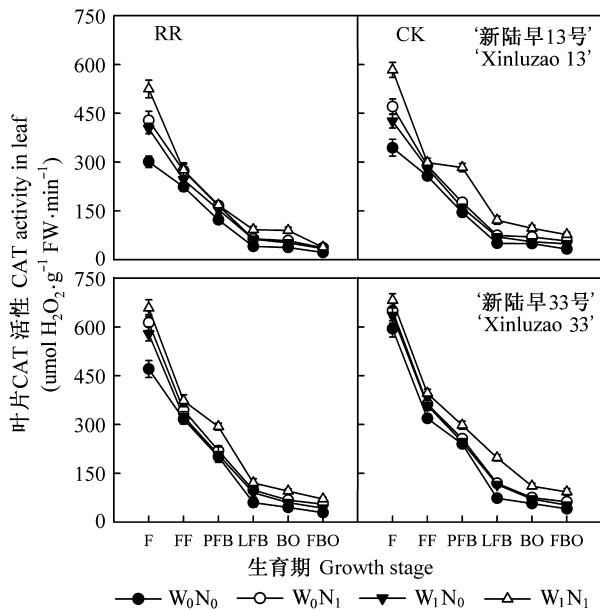 RR
CK
‘新陆早13号’
‘Xinluzao 13’
750
600
450
300
150
0
‘新陆早33号’
‘Xinluzao 33’
750
600
450
300
150
0
叶片CAT 活性 CAT activity in leaf
(umol H₂O₂·g⁻¹ FW·min⁻¹)
F FF PFB LFB BO FBO F FF PFB LFB BO FBO
生育期 Growth stage
W₀N₀ W₀N₁ W₁N₀ W₁N₁